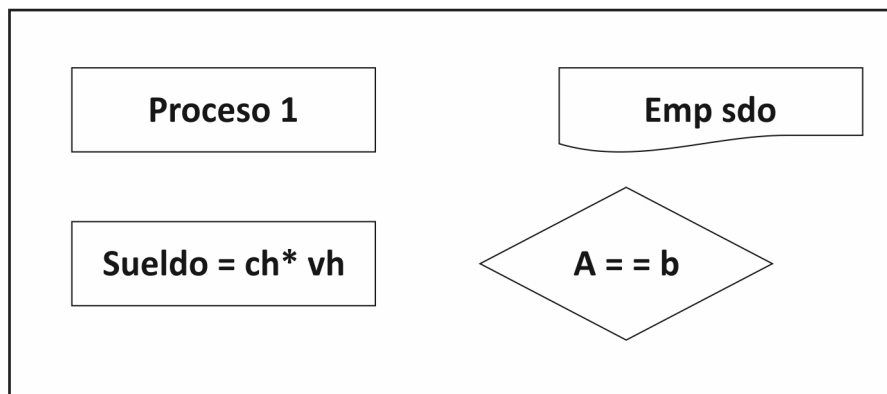 Proceso 1
Emp sdo
Sueldo = ch* vh
A = = b